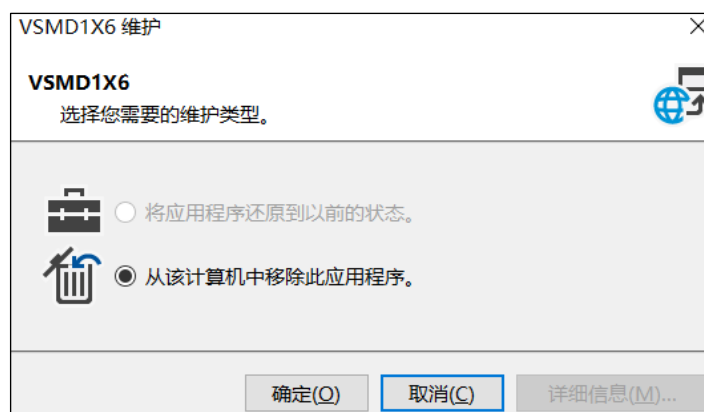 VSMD1X6 维护
VSMD1X6
选择您需要的维护类型。
将应用程序还原到以前的状态。
从该计算机中移除此应用程序。
确定(O) 取消(C) 详细信息(M)...